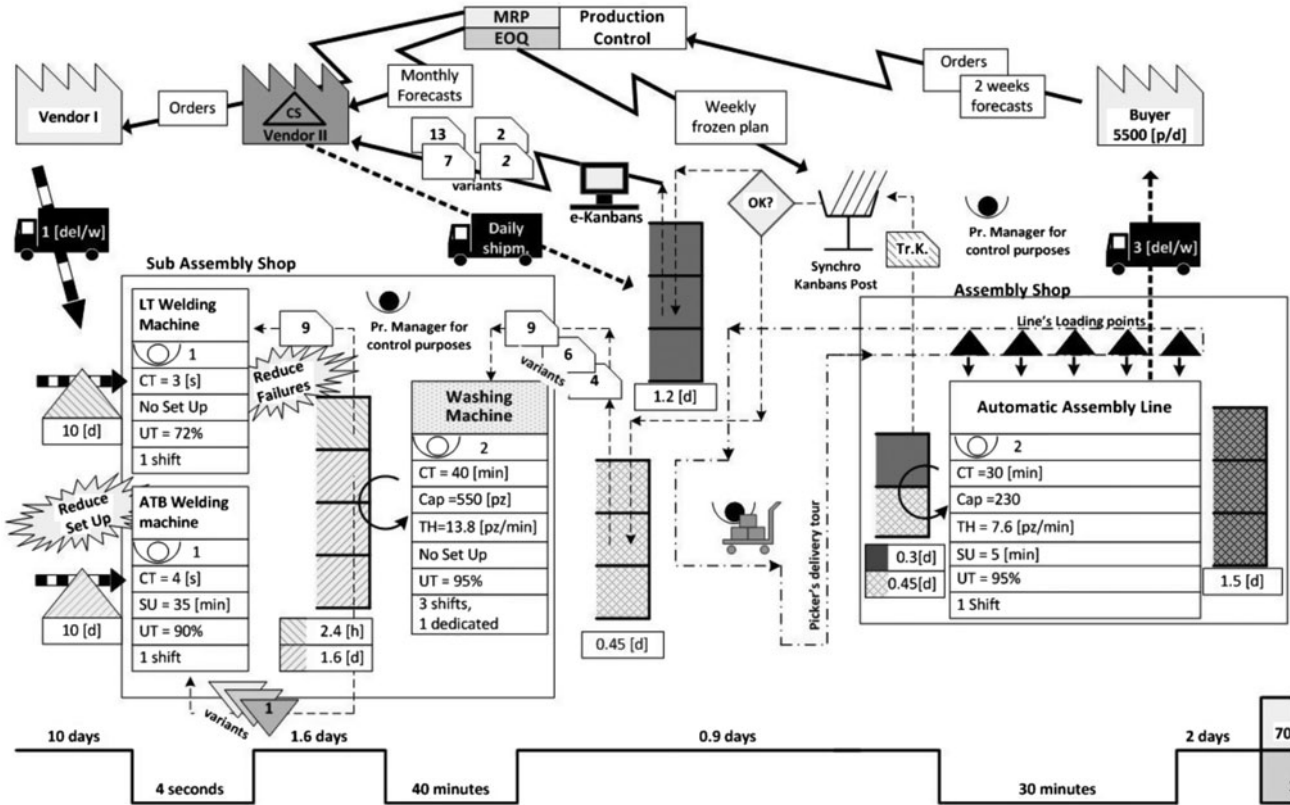 MRP
EOQ
Production
Control
Orders
2 weeks
forecasts
Buyer
5500 [p/d]
Vendor I
Orders
CS
Vendor II
Monthly
Forecasts
Weekly
frozen plan
13
2
7
2
variants
e-Kanbans
OK?
Synchro
Kanbans Post
Tr.K.
Pr. Manager for
control purposes
1 [del/w]
Daily
shipm.
3 [del/w]
Sub Assembly Shop
LT Welding
Machine
1
CT = 3 [s]
No Set Up
UT = 72%
1 shift
10 [d]
Reduce
Failures
9
Pr. Manager for
control purposes
9
6
4
variants
1.2 [d]
Washing
Machine
2
CT = 40 [min]
Cap =550 [pz]
TH=13.8 [pz/min]
No Set Up
UT = 95%
3 shifts,
1 dedicated
Reduce
Set Up
ATB Welding
machine
1
CT = 4 [s]
SU = 35 [min]
UT = 90%
1 shift
10 [d]
2.4 [h]
1.6 [d]
variants
1
0.45 [d]
Picker's delivery tour
Assembly Shop
Line's Loading points
Automatic Assembly Line
2
CT =30 [min]
Cap =230
TH = 7.6 [pz/min]
SU = 5 [min]
UT = 95%
1 Shift
0.3[d]
0.45[d]
1.5 [d]
10 days
1.6 days
0.9 days
2 days
70
4 seconds
40 minutes
30 minutes